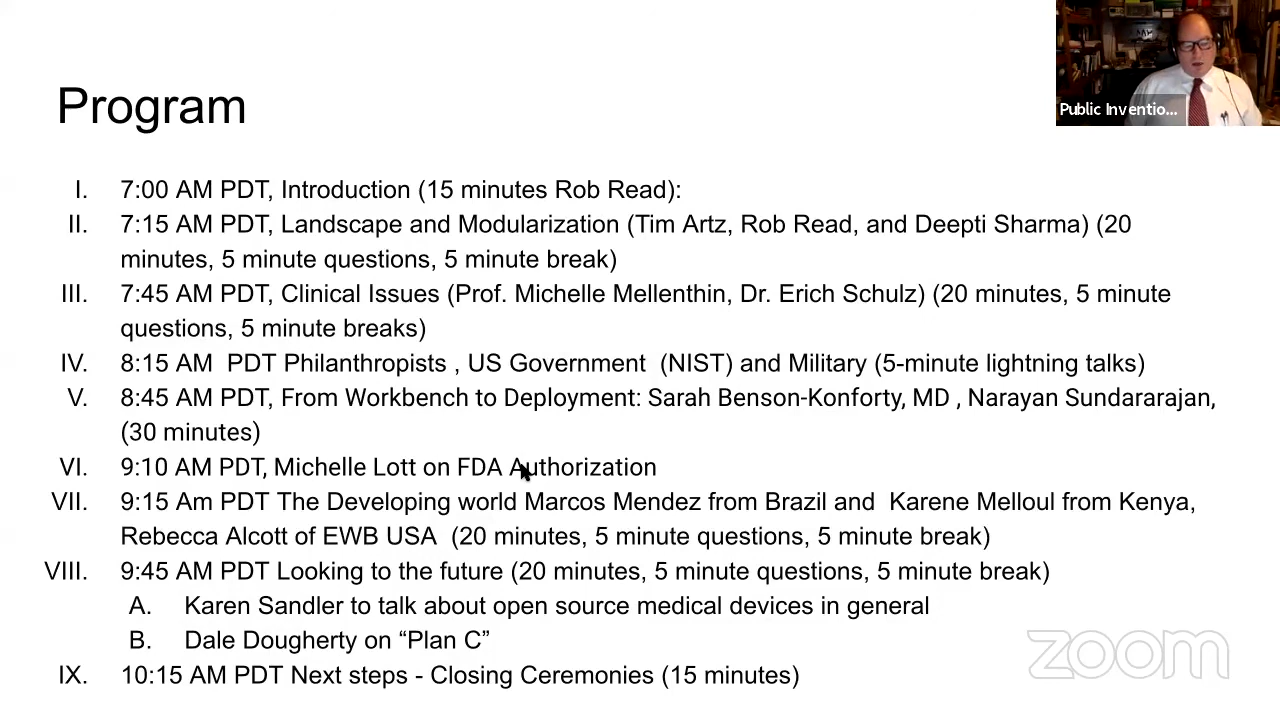 Program
Public Inventio...
I. 7:00 AM PDT, Introduction (15 minutes Rob Read):
II. 7:15 AM PDT, Landscape and Modularization (Tim Artz, Rob Read, and Deepti Sharma) (20
minutes, 5 minute questions, 5 minute break)
III. 7:45 AM PDT, Clinical Issues (Prof. Michelle Mellenthin, Dr. Erich Schulz) (20 minutes, 5 minute
questions, 5 minute breaks)
IV. 8:15 AM  PDT Philanthropists , US Government  (NIST) and Military (5-minute lightning talks)
V. 8:45 AM PDT, From Workbench to Deployment: Sarah Benson-Konforty, MD , Narayan Sundararajan,
(30 minutes)
VI. 9:10 AM PDT, Michelle Lott on FDA Authorization
VII. 9:15 Am PDT The Developing world Marcos Mendez from Brazil and  Karene Melloul from Kenya,
Rebecca Alcott of EWB USA  (20 minutes, 5 minute questions, 5 minute break)
VIII. 9:45 AM PDT Looking to the future (20 minutes, 5 minute questions, 5 minute break)
A. Karen Sandler to talk about open source medical devices in general
B. Dale Dougherty on “Plan C”
IX. 10:15 AM PDT Next steps - Closing Ceremonies (15 minutes)
zoom